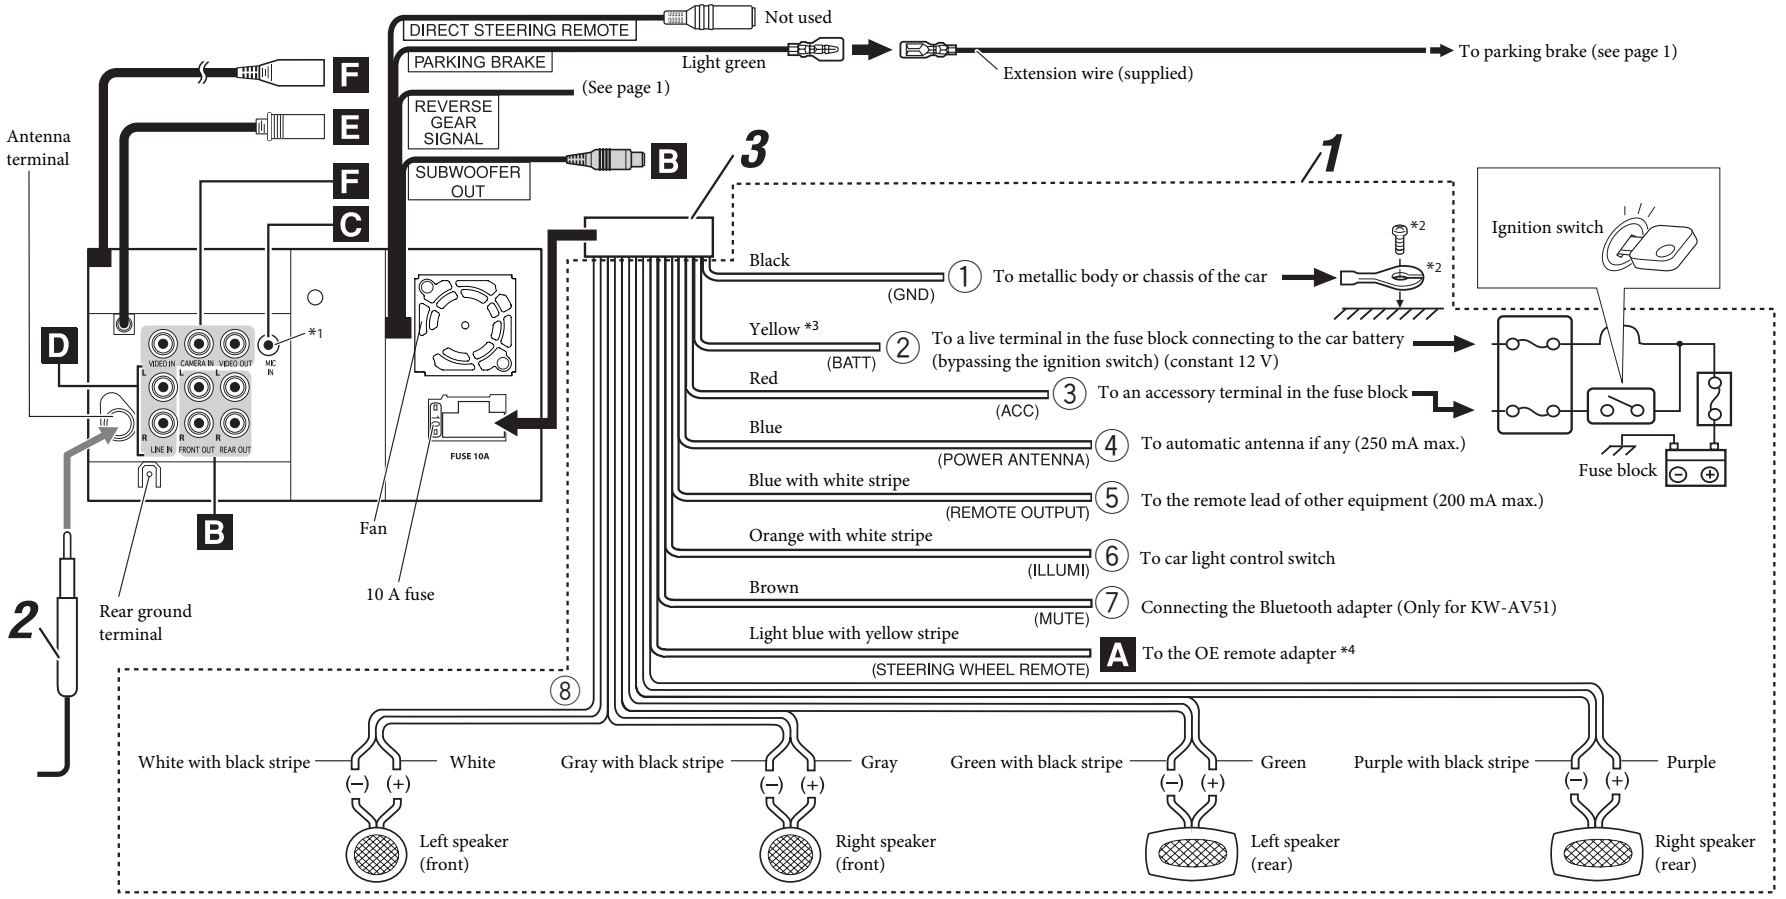 DIRECT STEERING REMOTE
Not used
PARKING BRAKE
Light green
Extension wire (supplied)
To parking brake (see page 1)
REVERSE
GEAR
SIGNAL
(See page 1)
SUBWOOFER
OUT
B
F
E
F
C
Antenna
terminal
3
1
Ignition switch
*2
*2
Black
(GND)
1 To metallic body or chassis of the car
Yellow *3
(BATT)
2 To a live terminal in the fuse block connecting to the car battery
(bypassing the ignition switch) (constant 12 V)
Red
(ACC)
3 To an accessory terminal in the fuse block
Blue
(POWER ANTENNA)
4 To automatic antenna if any (250 mA max.)
Fuse block
Blue with white stripe
(REMOTE OUTPUT)
5 To the remote lead of other equipment (200 mA max.)
Orange with white stripe
(ILLUMI)
6 To car light control switch
Brown
(MUTE)
7 Connecting the Bluetooth adapter (Only for KW-AV51)
Light blue with yellow stripe
(STEERING WHEEL REMOTE)
A To the OE remote adapter *4
D
*1
VIDEO IN CAMERA IN VIDEO OUT MIC
IN
L L L
R R R
LINE IN FRONT OUT REAR OUT
10
FUSE 10A
B
Fan
10 A fuse
Rear ground
terminal
2
8
White with black stripe
White
Gray with black stripe
Gray
Green with black stripe
Green
Purple with black stripe
Purple
(−) (+) (−) (+) (−) (+) (−) (+)
Left speaker
(front)
Right speaker
(front)
Left speaker
(rear)
Right speaker
(rear)